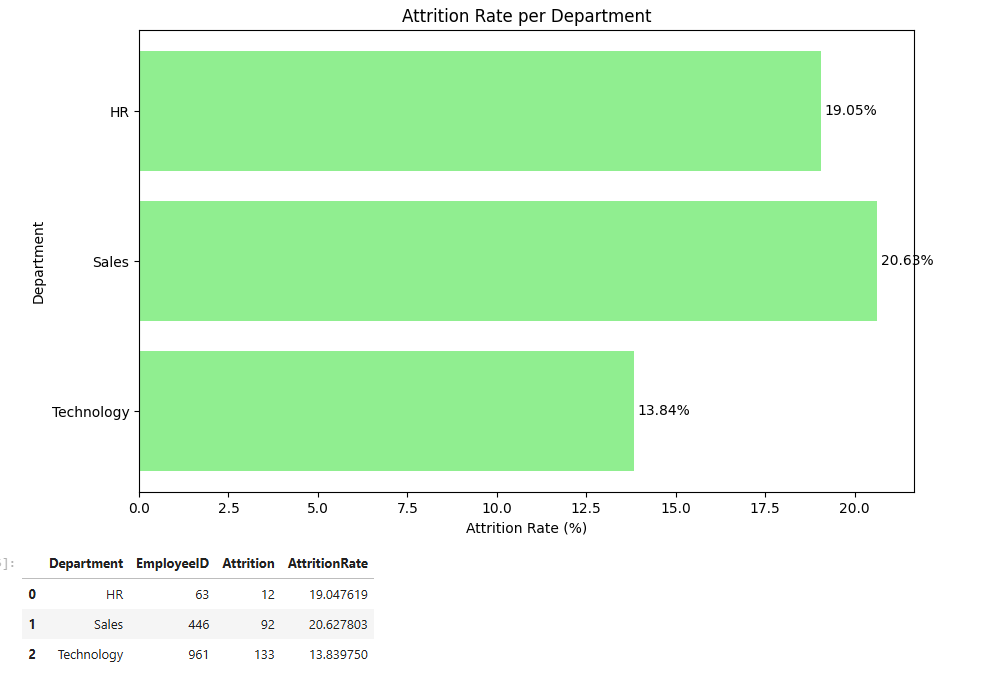 Attrition Rate per Department
HR
19.05%
Department
Sales
20.63%
Technology
13.84%
0.0 2.5 5.0 7.5 10.0 12.5 15.0 17.5 20.0
Attrition Rate (%)
]: Department EmployeeID Attrition AttritionRate
0 HR 63 12 19.047619
1 Sales 446 92 20.627803
2 Technology 961 133 13.839750